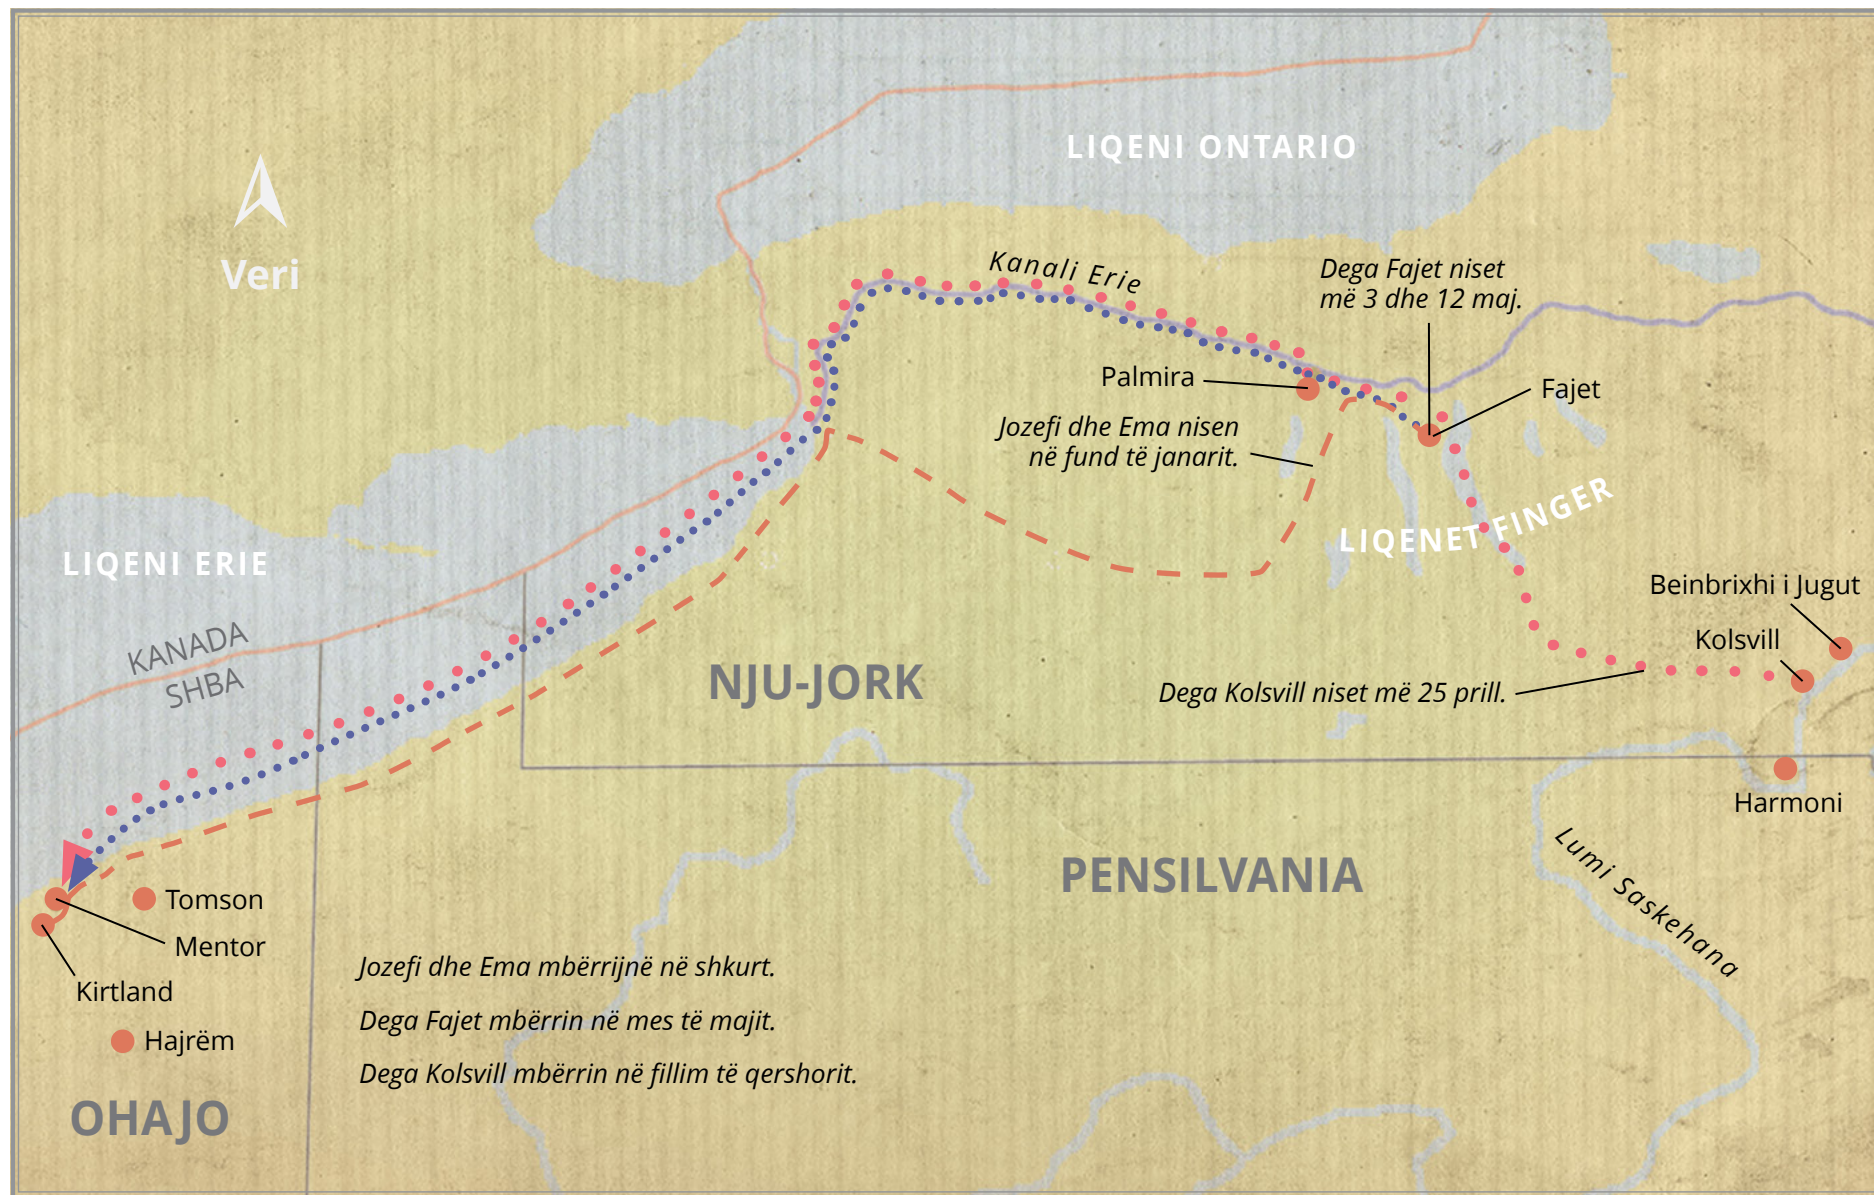 LIQENI ONTARIO
Veri
Kanali Erie
Dega Fajet niset
më 3 dhe 12 maj.
Palmira
Fajet
Jozefi dhe Ema nisen
në fund të janarit.
LIQENET FINGER
LIQENI ERIE
KANADA
SHBA
Beinbrixhi i Jugut
Kolsvill
NJU-JORK
Dega Kolsvill niset më 25 prill.
Harmoni
PENSILVANIA
Lumi Saskehana
Tomson
Mentor
Kirtland
Hajrëm
Jozefi dhe Ema mbërrijnë në shkurt.
Dega Fajet mbërrin në mes të majit.
Dega Kolsvill mbërrin në fillim të qershorit.
OHAJO